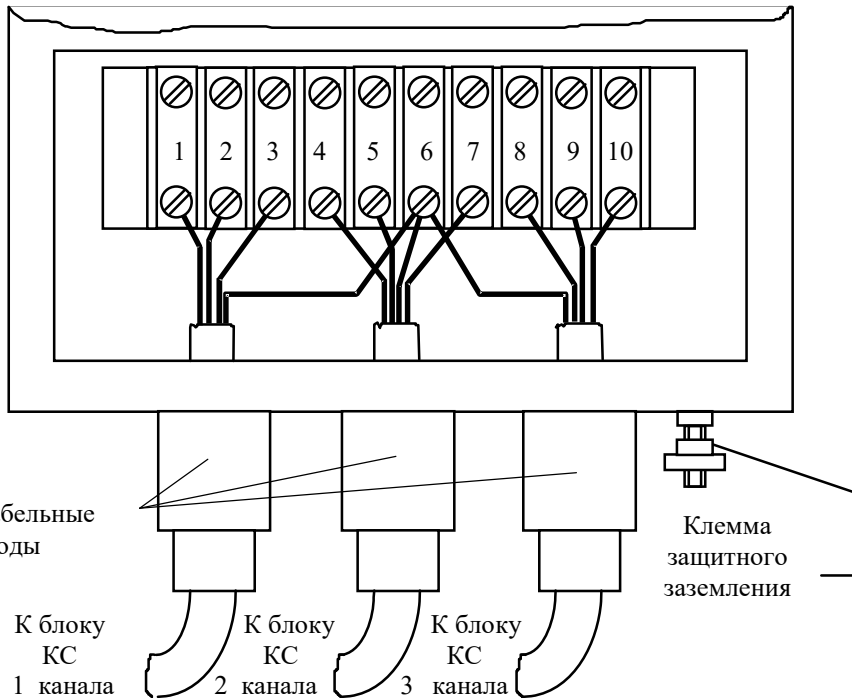 1 2 3 4 5 6 7 8 9 10
бельные
оды
Клемма
защитного
заземления
К блоку
КС
1 канала
К блоку
КС
2 канала
К блоку
КС
3 канала